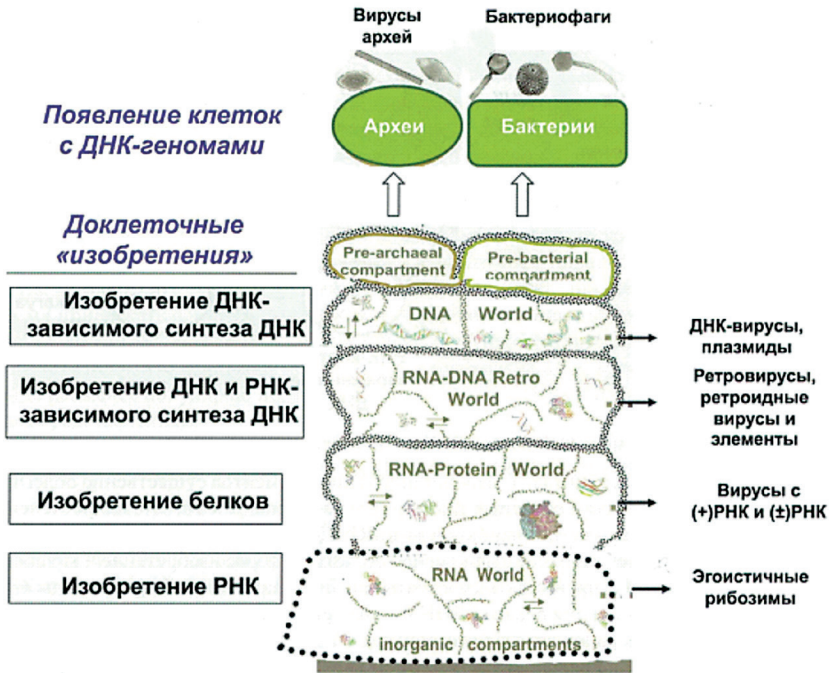 Вирусы
архей
Бактериофаги
Появление клеток
с ДНК-геномами
Археи
Бактерии
Доклеточные
«изобретения»
Pre-archaeal
compartment
Pre-bacterial
compartment
Изобретение ДНК-
зависимого синтеза ДНК
DNA World
ДНК-вирусы,
плазмиды
Изобретение ДНК и РНК-
зависимого синтеза ДНК
RNA-DNA Retro
World
Ретровирусы,
ретроидные
вирусы и
элементы
Изобретение белков
RNA-Protein World
Вирусы с
(+)РНК и (±)РНК
Изобретение РНК
RNA World
inorganic compartments
Эгоистичные
рибозимы